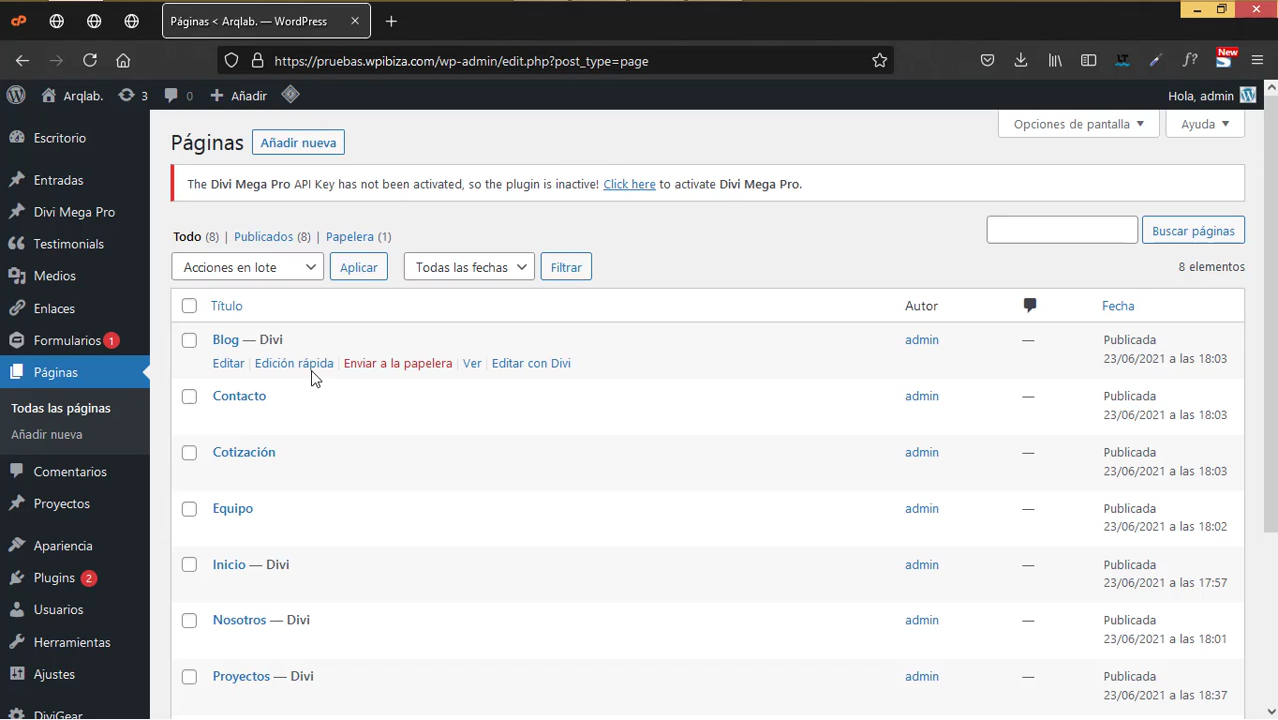 Páginas < Arqlab. — WordPress
https://pruebas.wpibiza.com/wp-admin/edit.php?post_type=page
New
Arqlab.
3
0
Añadir
Hola, admin
Escritorio
Entradas
Divi Mega Pro
Testimonials
Medios
Enlaces
Formularios 1
Páginas
Todas las páginas
Añadir nueva
Comentarios
Proyectos
Apariencia
Plugins 2
Usuarios
Herramientas
Ajustes
DiviGear
Opciones de pantalla
Ayuda
Páginas
Añadir nueva
The Divi Mega Pro API Key has not been activated, so the plugin is inactive! Click here to activate Divi Mega Pro.
Todo (8) | Publicados (8) | Papelera (1)
Buscar páginas
Acciones en lote
Aplicar
Todas las fechas
Filtrar
8 elementos
Título Autor Fecha
Blog — Divi admin — Publicada
23/06/2021 a las 18:03
Editar | Edición rápida | Enviar a la papelera | Ver | Editar con Divi
Contacto admin — Publicada
23/06/2021 a las 18:03
Cotización admin — Publicada
23/06/2021 a las 18:03
Equipo admin — Publicada
23/06/2021 a las 18:02
Inicio — Divi admin — Publicada
23/06/2021 a las 17:57
Nosotros — Divi admin — Publicada
23/06/2021 a las 18:01
Proyectos — Divi admin — Publicada
23/06/2021 a las 18:37